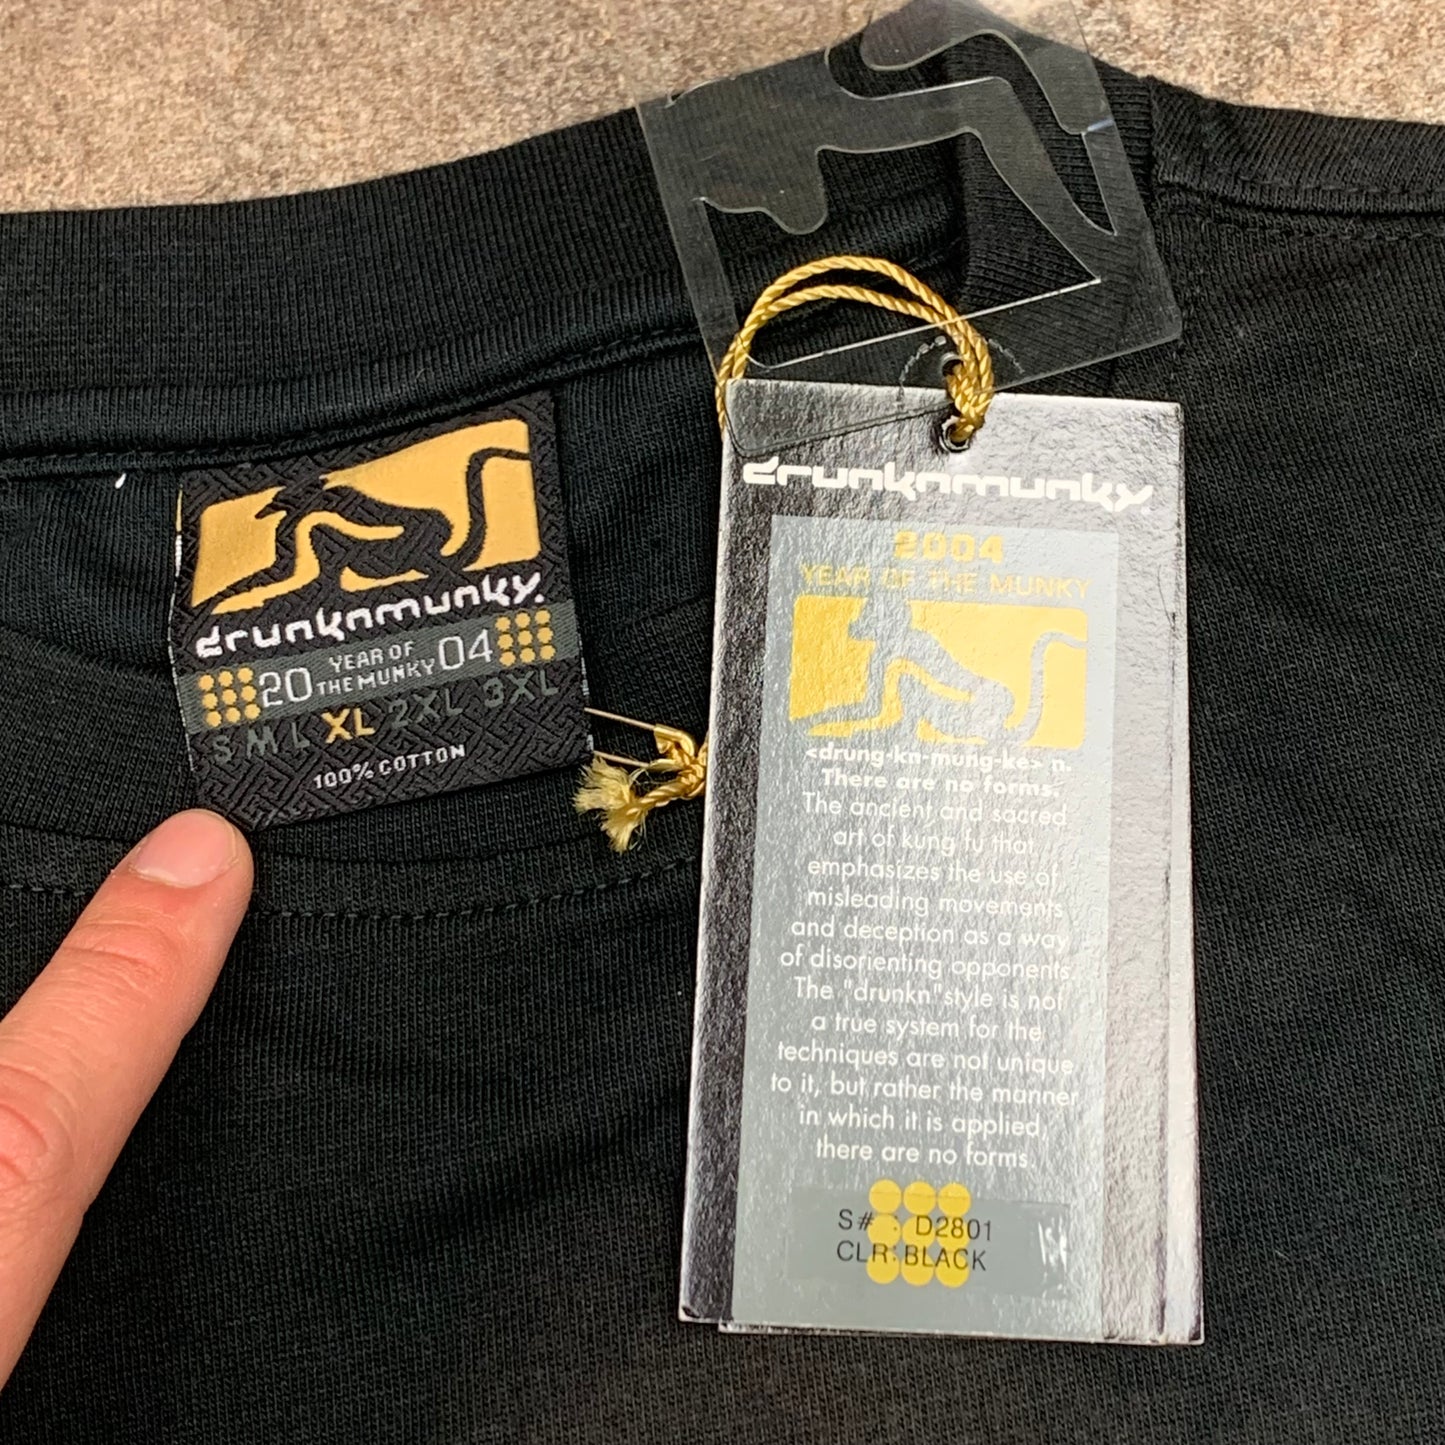 drunknmunky.
20 YEAR OF THE MUNKY 04
S M L XL 2XL 3XL
100% COTTON
drunknmunky.
2004
YEAR OF THE MUNKY
<drung-kn-mung-ke> n.
There are no forms.
The ancient and sacred
art of kung fu that
emphasizes the use of
misleading movements
and deception as a way
of disorienting opponents.
The "drunkn" style is not
a true system for the
techniques are not unique
to it, but rather the manner
in which it is applied,
there are no forms.
S# : D2801
CLR:BLACK